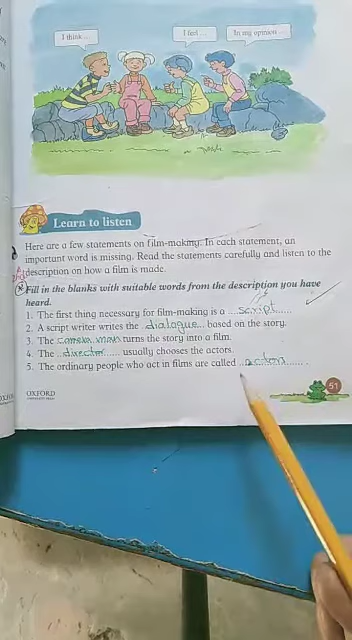 I think...
I feel ...
In my opinion ...
Learn to listen
Here are a few statements on film-making. In each statement, an
important word is missing. Read the statements carefully and listen to the
description on how a film is made.
Fill in the blanks with suitable words from the description you have
heard.
1. The first thing necessary for film-making is a ...script...
2. A script writer writes the .dialogue... based on the story.
3. The camera man turns the story into a film.
4. The ..director..... usually chooses the actors.
5. The ordinary people who act in films are called ..actors.......
OXFORD
UNIVERSITY PRESS
51